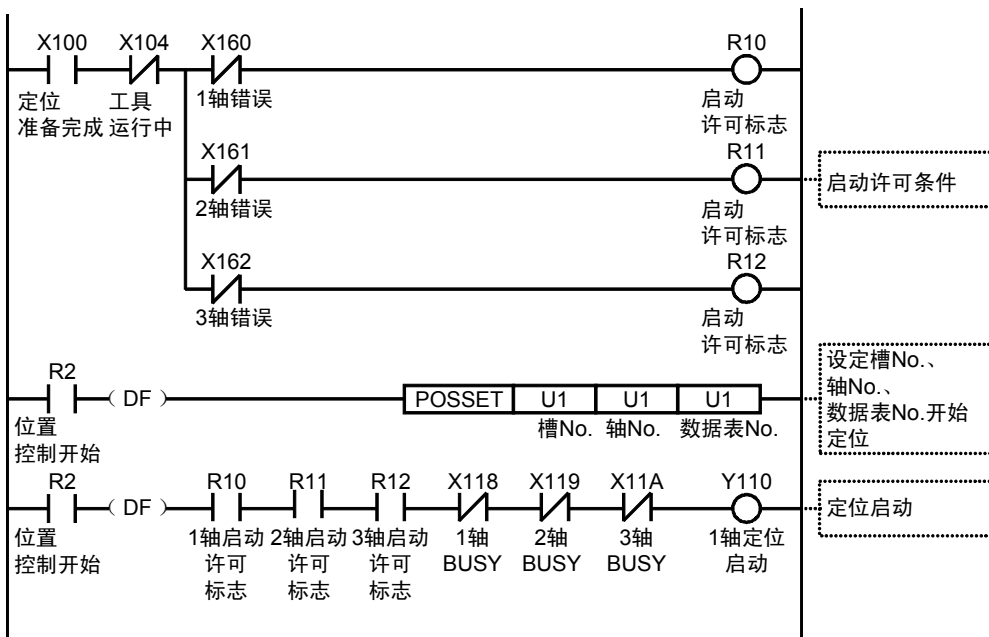 X100 X104 X160 R10
定位 工具 1轴错误 启动
准备完成 运行中 许可标志
X161 R11
启动许可条件
2轴错误 启动
许可标志
X162 R12
3轴错误 启动
许可标志
设定槽No.、
轴No.、
数据表No.开始
定位
R2
( DF ) POSSET U1 U1 U1
位置 槽No. 轴No. 数据表No.
控制开始
R2 R10 R11 R12 X118 X119 X11A Y110
( DF ) 定位启动
位置 1轴启动 2轴启动 3轴启动 1轴 2轴 3轴 1轴定位
控制开始 许可 许可 许可 BUSY BUSY BUSY 启动
标志 标志 标志